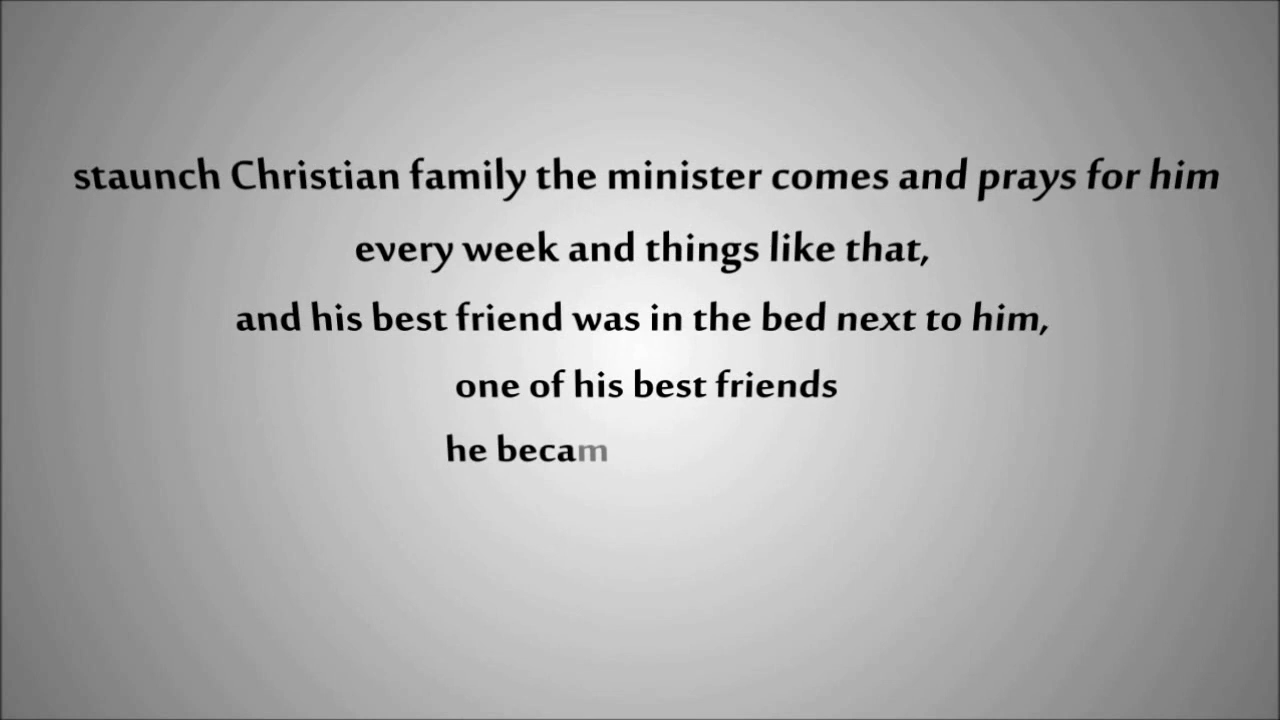 staunch Christian family the minister comes and prays for him
every week and things like that,
and his best friend was in the bed next to him,
one of his best friends
he becam